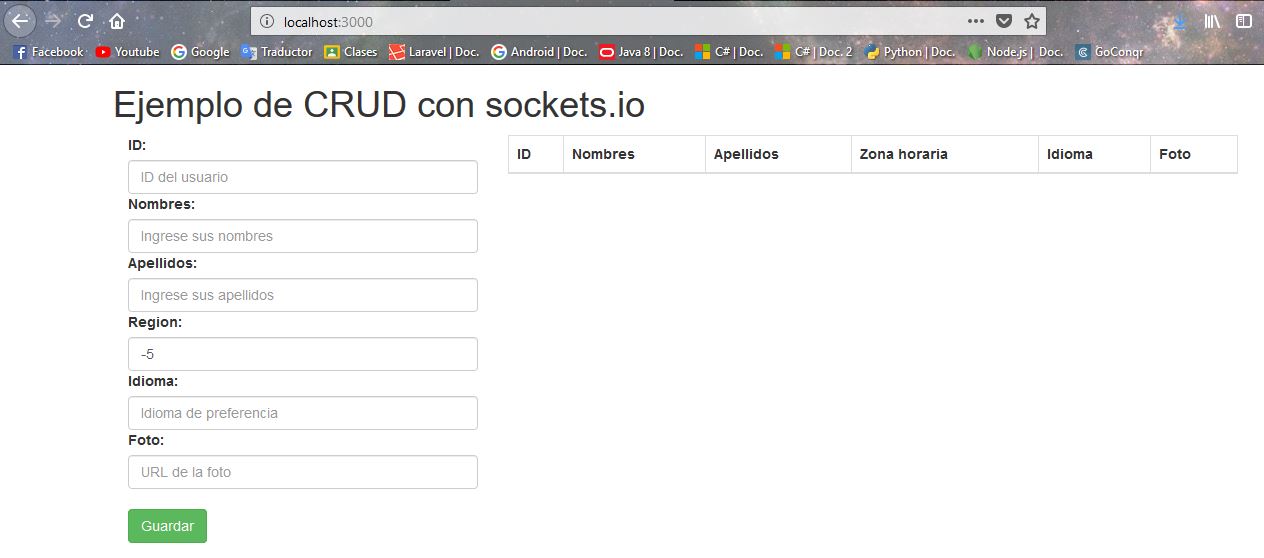 localhost:3000
Facebook Youtube Google Traductor Clases Laravel | Doc. Android | Doc. Java 8 | Doc. C# | Doc. C# | Doc. 2 Python | Doc. Node.js | Doc. GoConqr
Ejemplo de CRUD con sockets.io
ID:
ID del usuario
Nombres:
Ingrese sus nombres
Apellidos:
Ingrese sus apellidos
Region:
-5
Idioma:
Idioma de preferencia
Foto:
URL de la foto
Guardar
ID Nombres Apellidos Zona horaria Idioma Foto